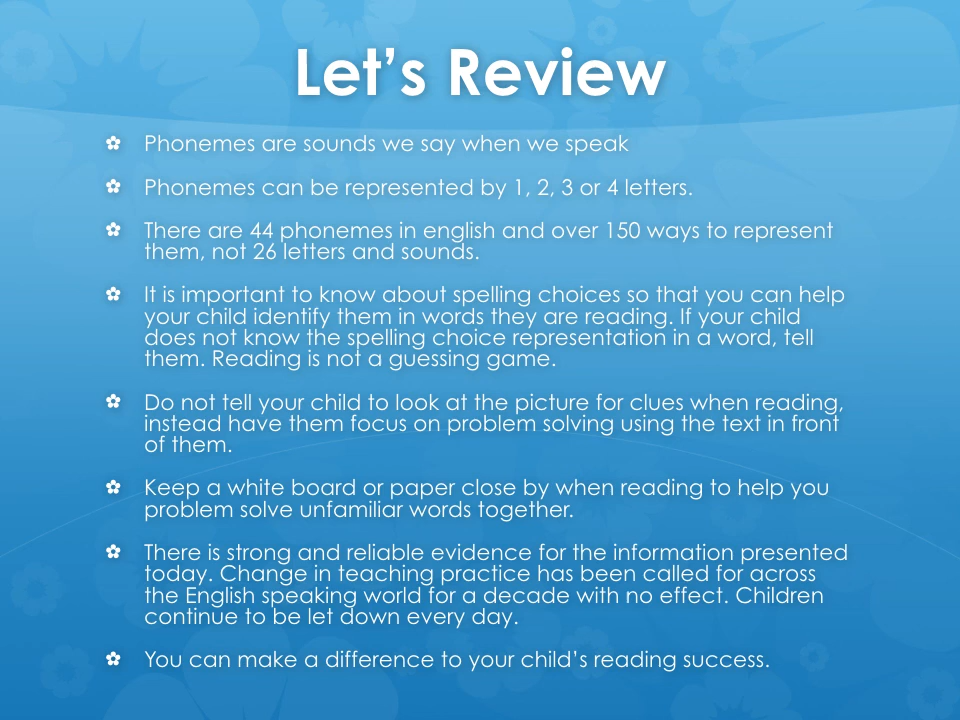 Let’s Review
Phonemes are sounds we say when we speak
Phonemes can be represented by 1, 2, 3 or 4 letters.
There are 44 phonemes in english and over 150 ways to represent
them, not 26 letters and sounds.
It is important to know about spelling choices so that you can help
your child identify them in words they are reading. If your child
does not know the spelling choice representation in a word, tell
them. Reading is not a guessing game.
Do not tell your child to look at the picture for clues when reading,
instead have them focus on problem solving using the text in front
of them.
Keep a white board or paper close by when reading to help you
problem solve unfamiliar words together.
There is strong and reliable evidence for the information presented
today. Change in teaching practice has been called for across
the English speaking world for a decade with no effect. Children
continue to be let down every day.
You can make a difference to your child’s reading success.